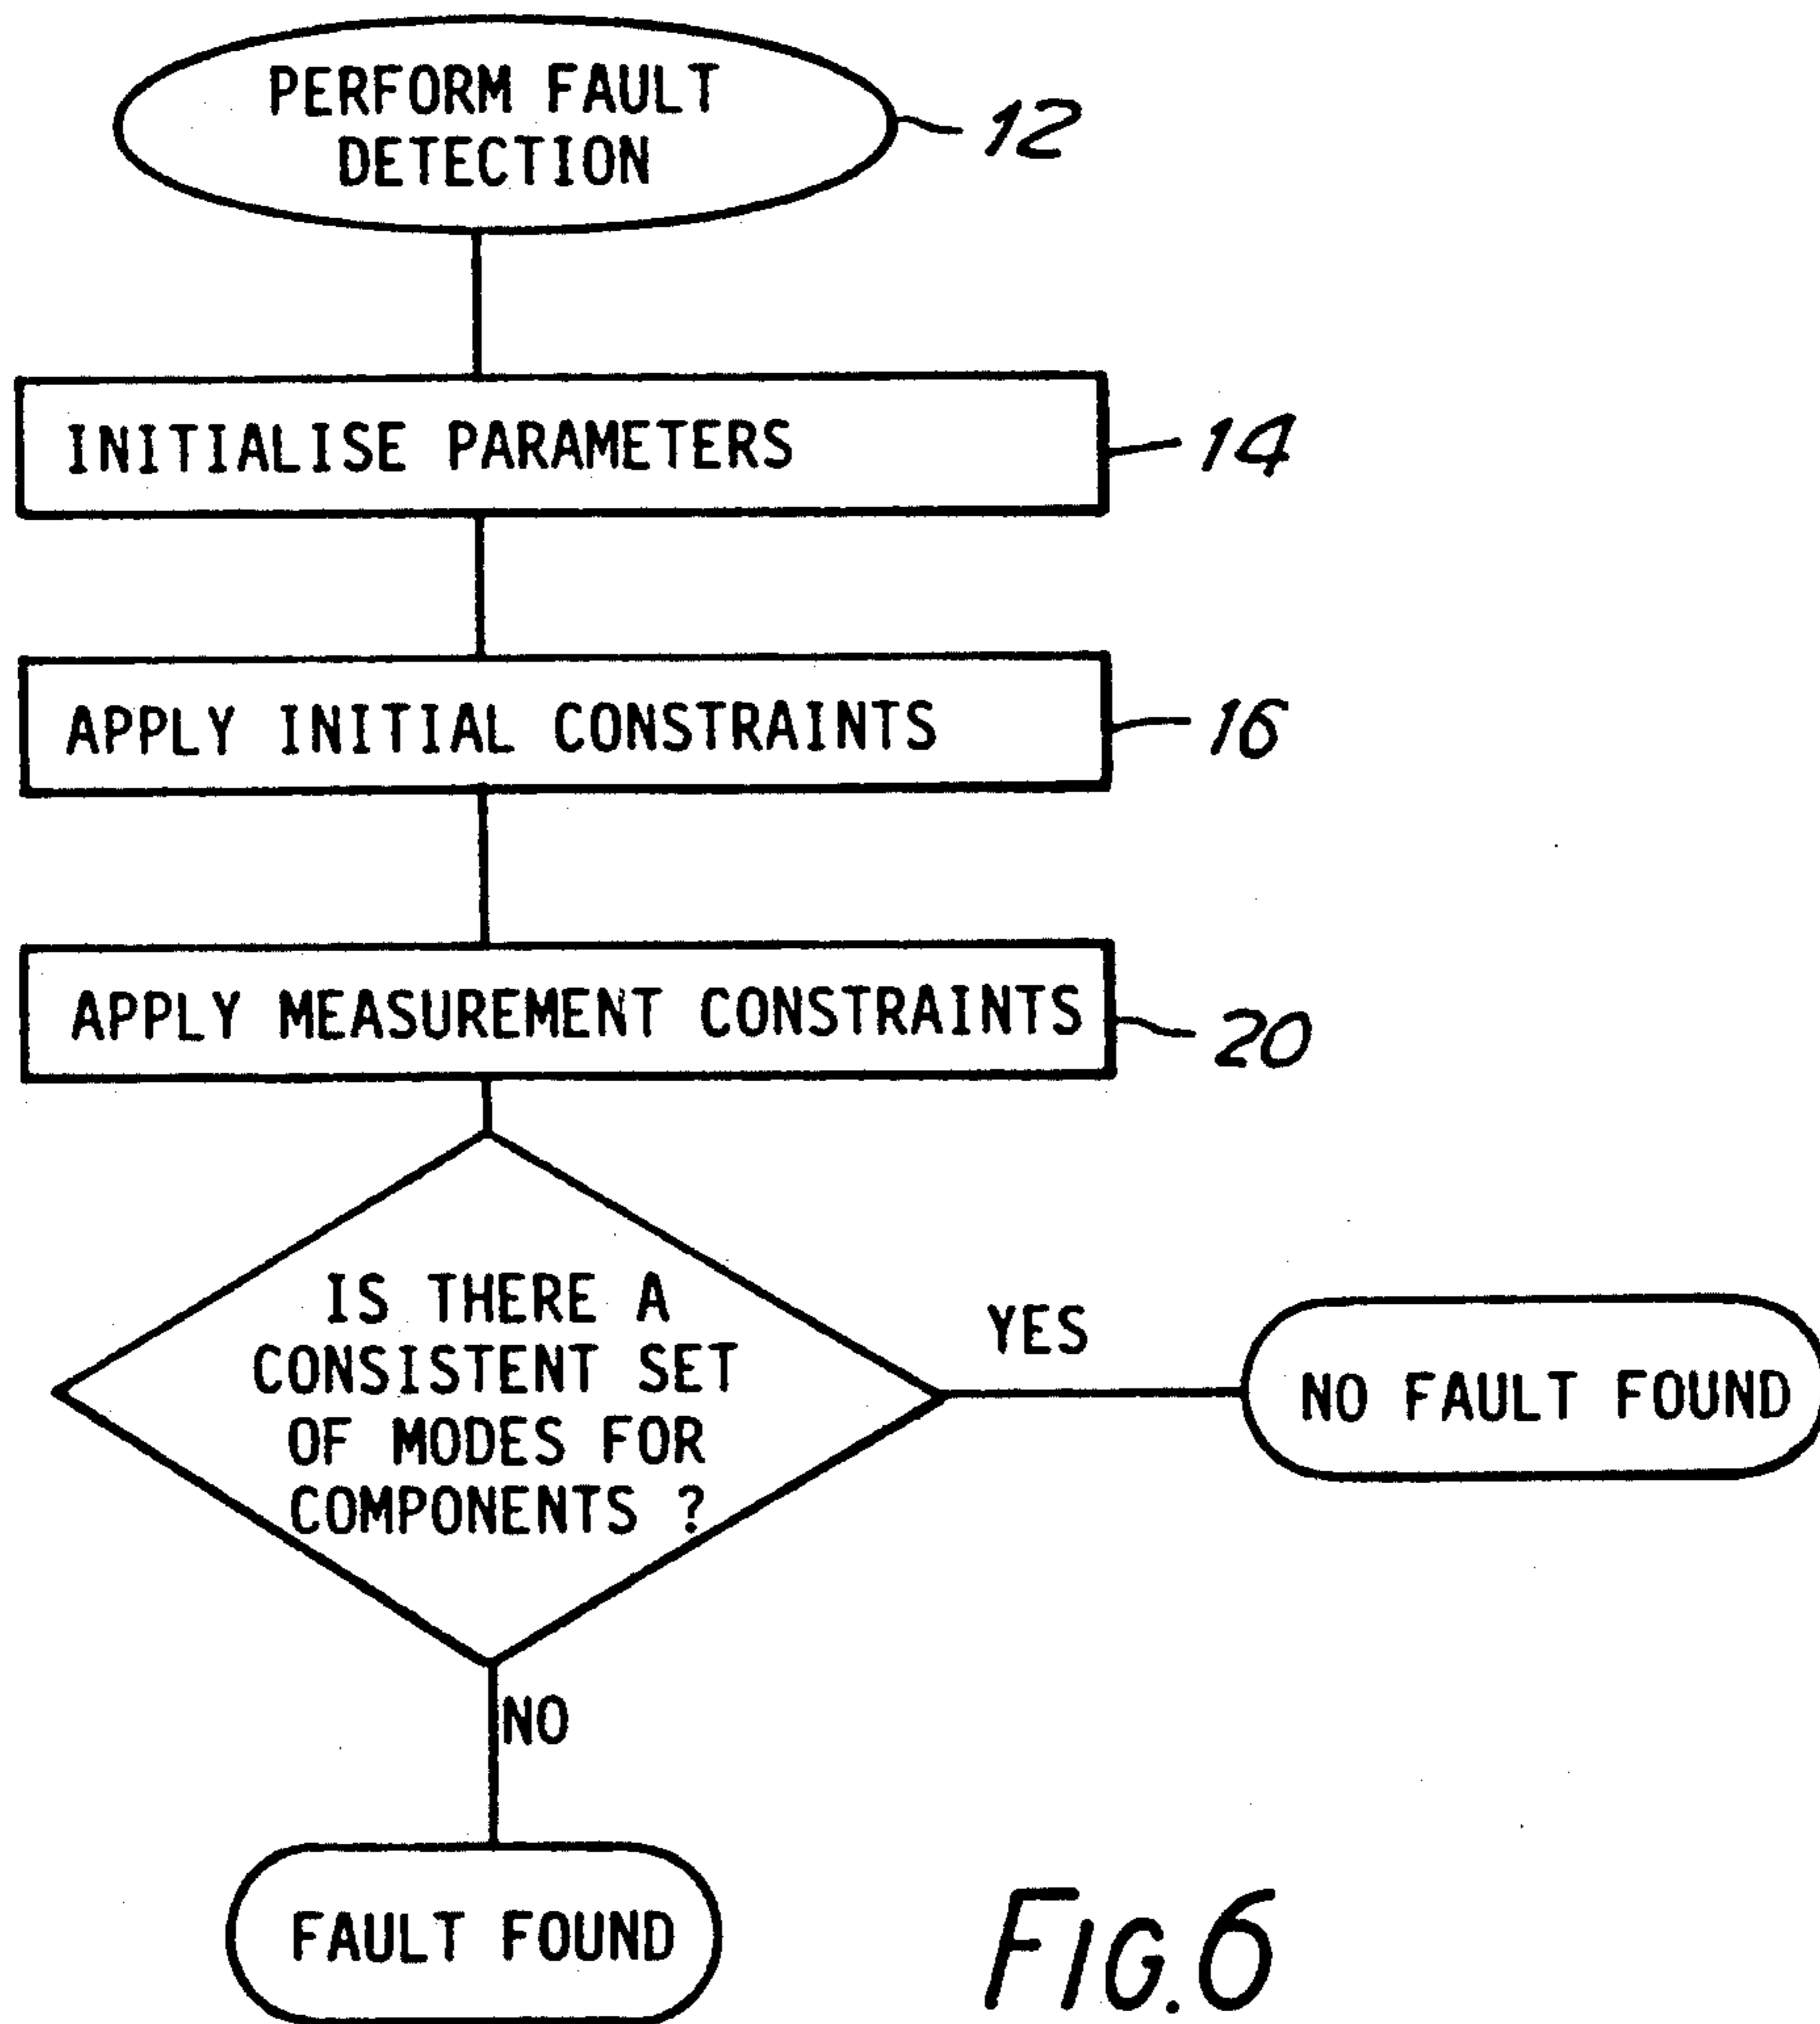 PERFORM FAULT
DETECTION
12
INITIALISE PARAMETERS
14
APPLY INITIAL CONSTRAINTS
16
APPLY MEASUREMENT CONSTRAINTS
20
IS THERE A
CONSISTENT SET
OF MODES FOR
COMPONENTS ?
YES
NO FAULT FOUND
NO
FAULT FOUND
FIG.6